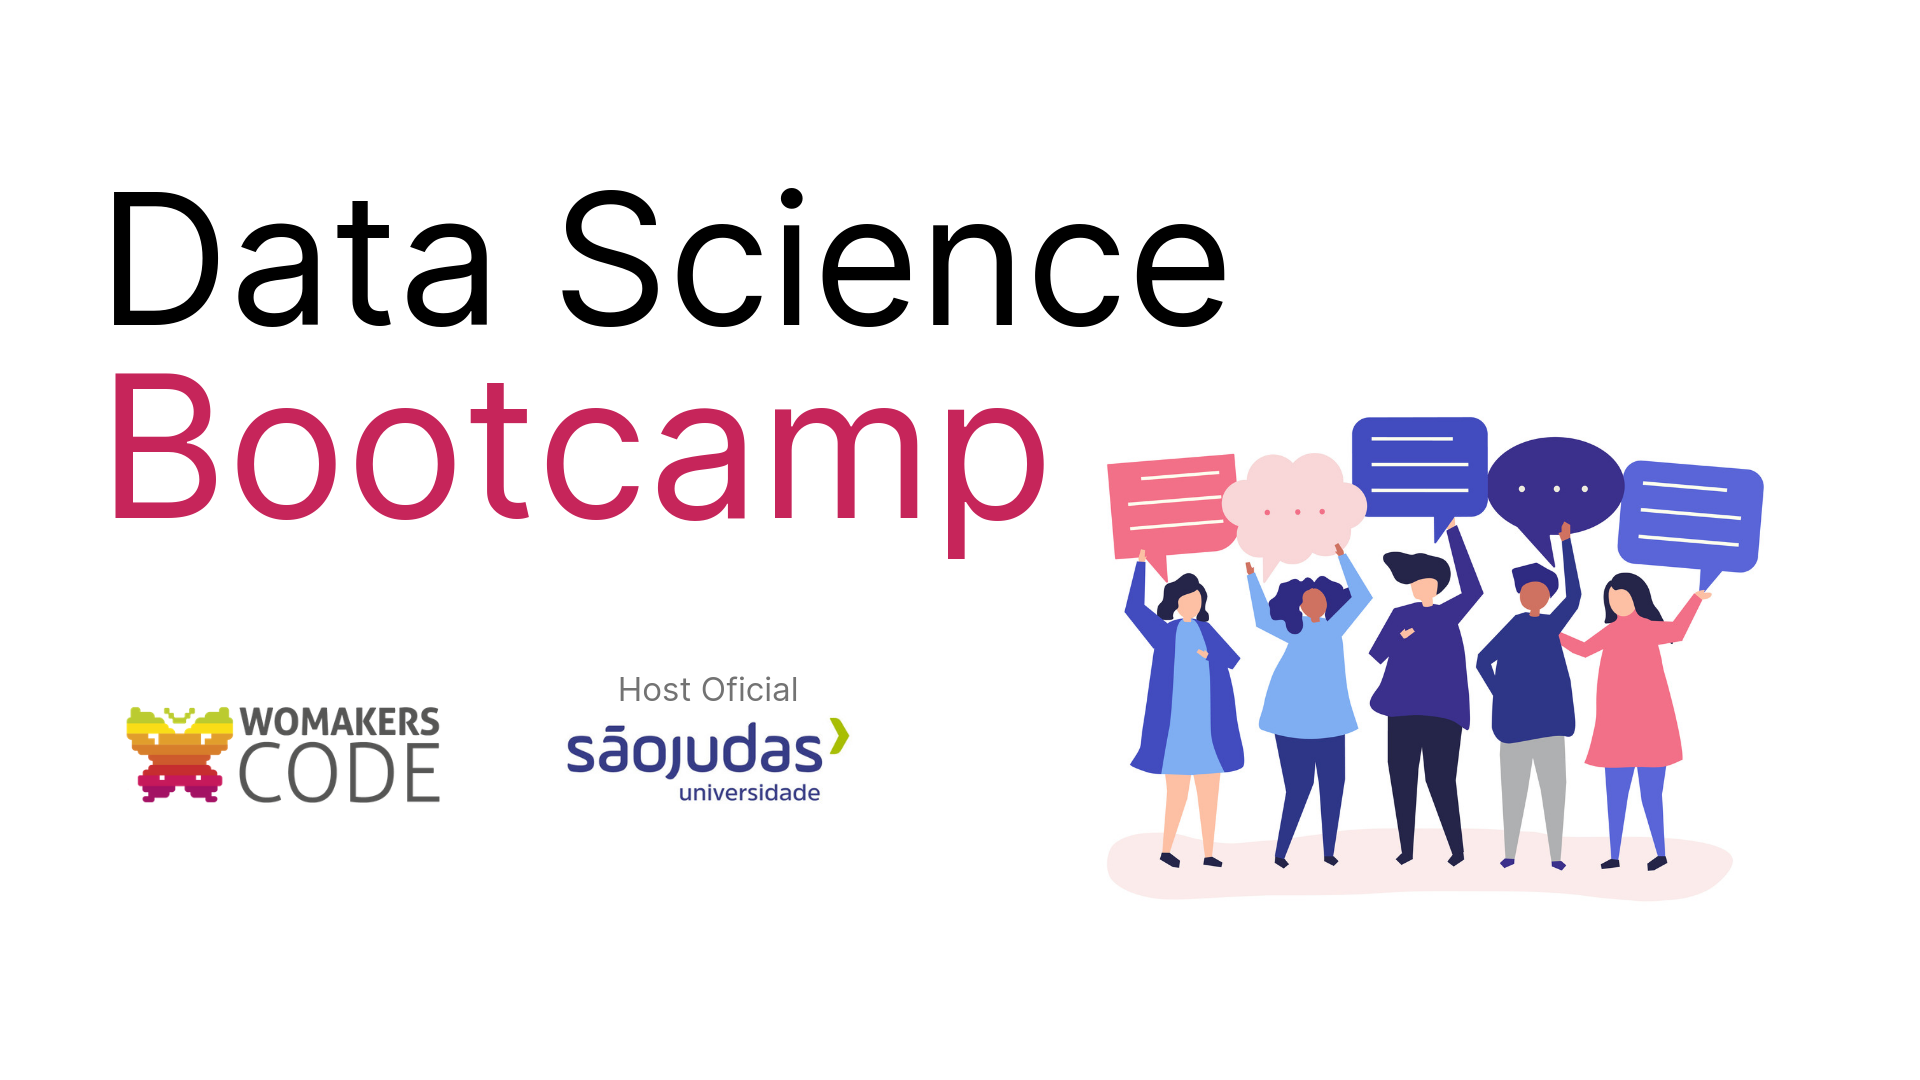 Data Science
Bootcamp
WOMAKERS
CODE
Host Oficial
sãojudas
universidade